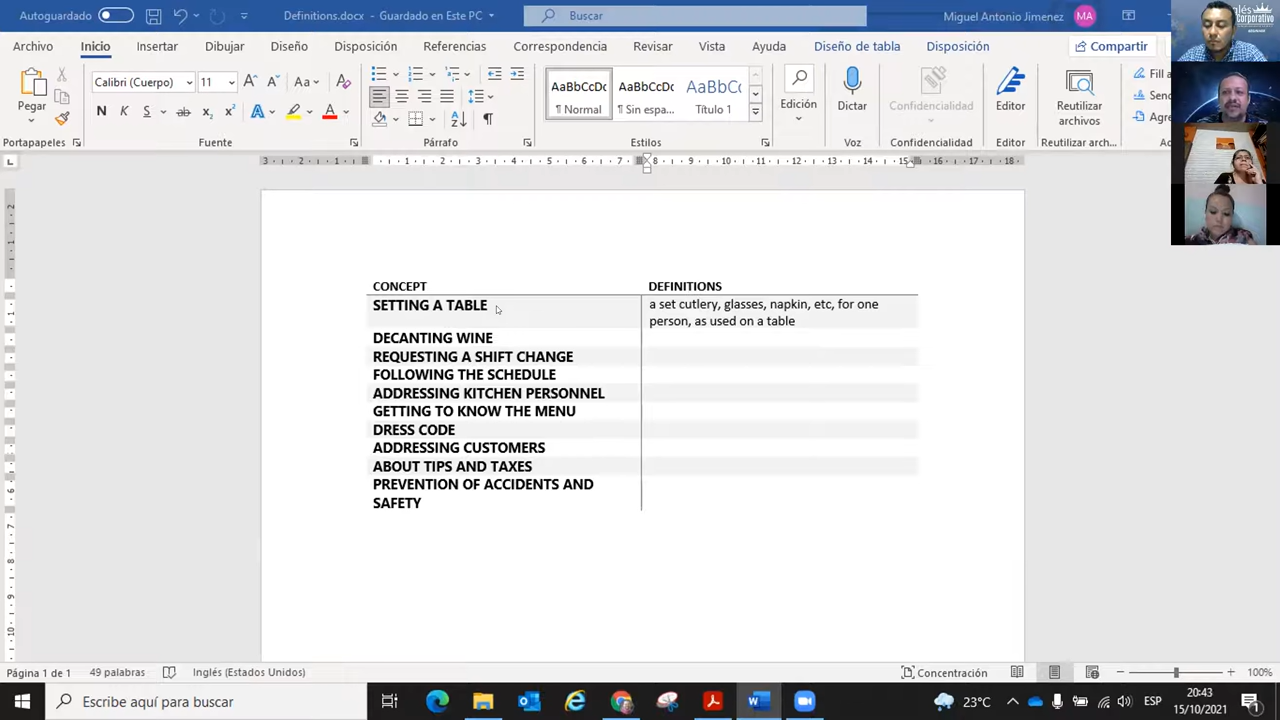 Autoguardado
Definitions.docx - Guardado en Este PC
Buscar
Miguel Antonio Jimenez
MA
Archivo
Inicio
Insertar
Dibujar
Diseño
Disposición
Referencias
Correspondencia
Revisar
Vista
Ayuda
Diseño de tabla
Disposición
Compartir
Pegar
Portapapeles
Calibri (Cuerpo)
11
Fuente
Párrafo
AaBbCcDc
¶ Normal
AaBbCcDc
¶ Sin espa...
AaBbCc
Título 1
Estilos
Edición
Dictar
Voz
Confidencialidad
Confidencialidad
Editor
Editor
Reutilizar
archivos
Reutilizar arch...
CONCEPT
DEFINITIONS
SETTING A TABLE
a set cutlery, glasses, napkin, etc, for one
person, as used on a table
DECANTING WINE
REQUESTING A SHIFT CHANGE
FOLLOWING THE SCHEDULE
ADDRESSING KITCHEN PERSONNEL
GETTING TO KNOW THE MENU
DRESS CODE
ADDRESSING CUSTOMERS
ABOUT TIPS AND TAXES
PREVENTION OF ACCIDENTS AND
SAFETY
Página 1 de 1
49 palabras
Inglés (Estados Unidos)
Concentración
100%
Escribe aquí para buscar
23°C
ESP
20:43
15/10/2021